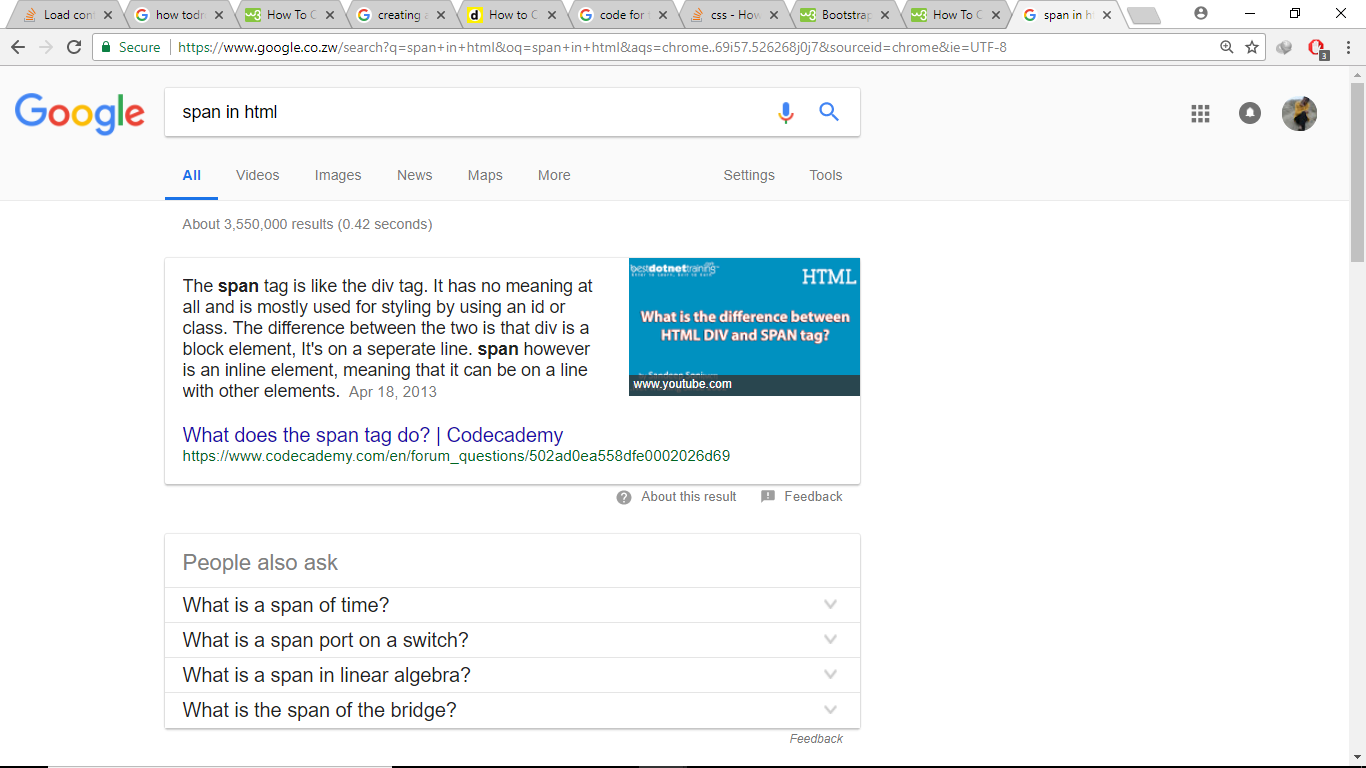 Load con
how todr
How To C
creating a
How to C
code for
css - How
Bootstrap
How To C
span in h
Secure
https://www.google.co.zw/search?q=span+in+html&oq=span+in+html&aqs=chrome..69i57.526268j0j7&sourceid=chrome&ie=UTF-8
3
Google
span in html
All Videos Images News Maps More Settings Tools
About 3,550,000 results (0.42 seconds)
The span tag is like the div tag. It has no meaning at
all and is mostly used for styling by using an id or
class. The difference between the two is that div is a
block element, It's on a seperate line. span however
is an inline element, meaning that it can be on a line
with other elements. Apr 18, 2013
bestdotnettraining
HTML
What is the difference between
HTML DIV and SPAN tag?
www.youtube.com
What does the span tag do? | Codecademy
https://www.codecademy.com/en/forum_questions/502ad0ea558dfe0002026d69
About this result Feedback
People also ask
What is a span of time?
What is a span port on a switch?
What is a span in linear algebra?
What is the span of the bridge?
Feedback